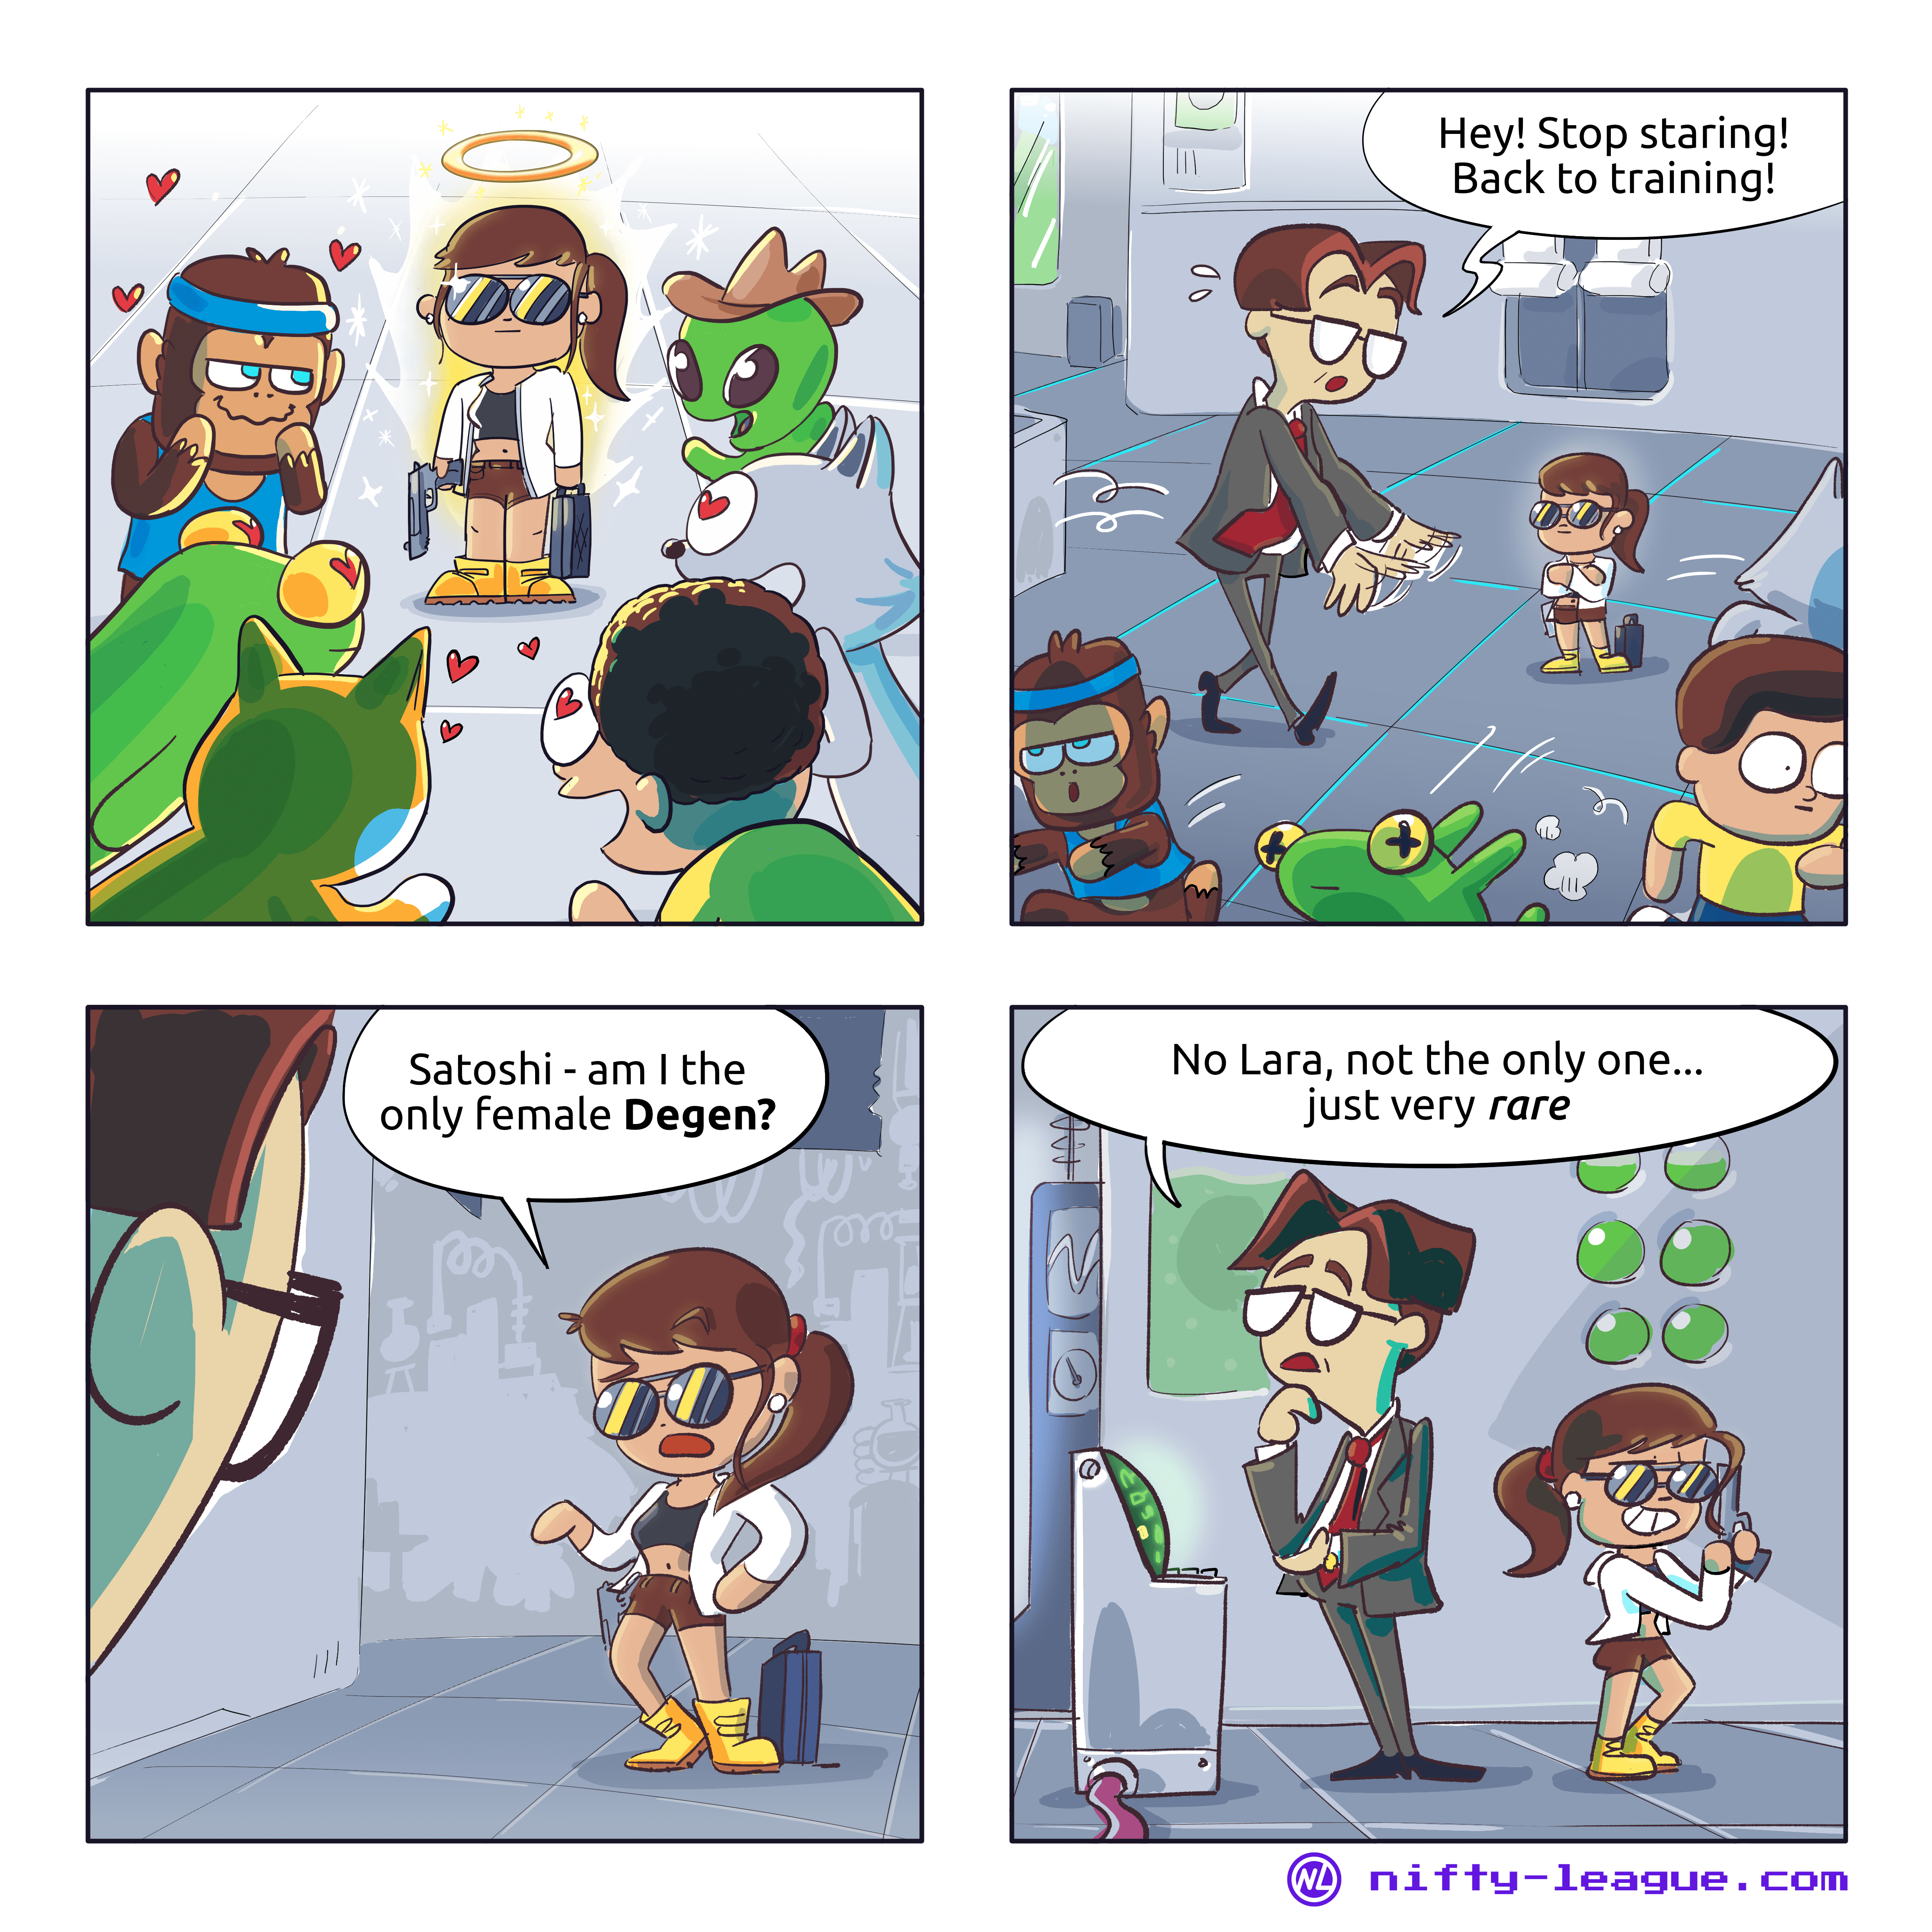 Hey! Stop staring!
Back to training!
Satoshi - am I the
only female Degen?
No Lara, not the only one...
just very rare
NL nifty-league.com